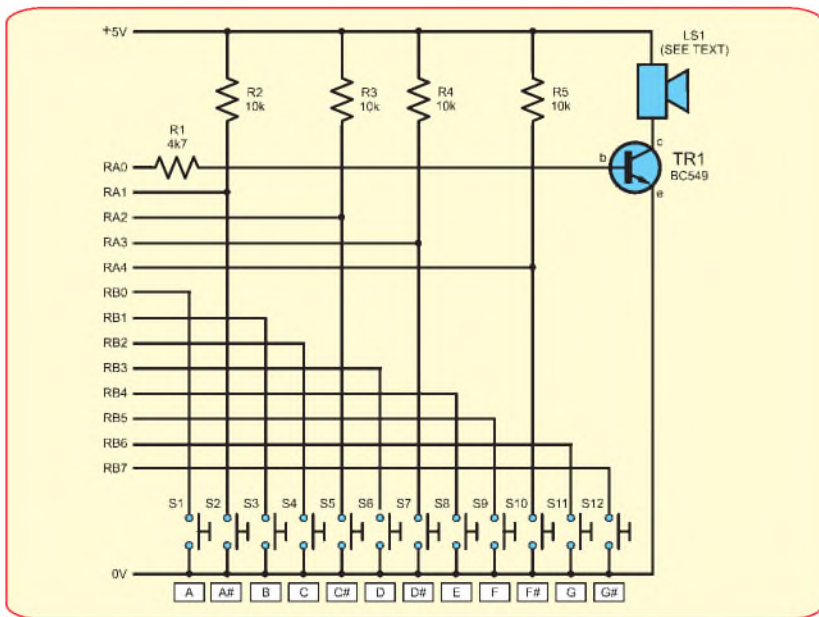 +5V
LS1
(SEE TEXT)
R2
10k
R3
10k
R4
10k
R5
10k
R1
4k7
c
RA0
b
TR1
BC549
RA1
e
RA2
RA3
RA4
RB0
RB1
RB2
RB3
RB4
RB5
RB6
RB7
S1 S2 S3 S4 S5 S6 S7 S8 S9 S10 S11 S12
0V
A A# B C C# D D# E F F# G G#